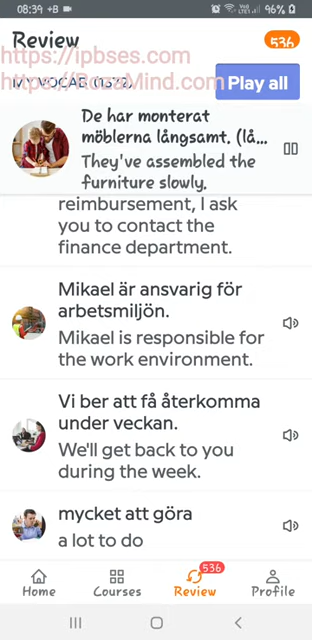 08:39 +B
96%
Review
536
https://ipbses.com
MY VOCAB
https://RosaMind.com
Play all
De har monterat
möblerna långsamt. (lå...
They've assembled the
furniture slowly.
reimbursement, I ask
you to contact the
finance department.
Mikael är ansvarig för
arbetsmiljön.
Mikael is responsible for
the work environment.
Vi ber att få återkomma
under veckan.
We'll get back to you
during the week.
mycket att göra
a lot to do
536
Home
Courses
Review
Profile